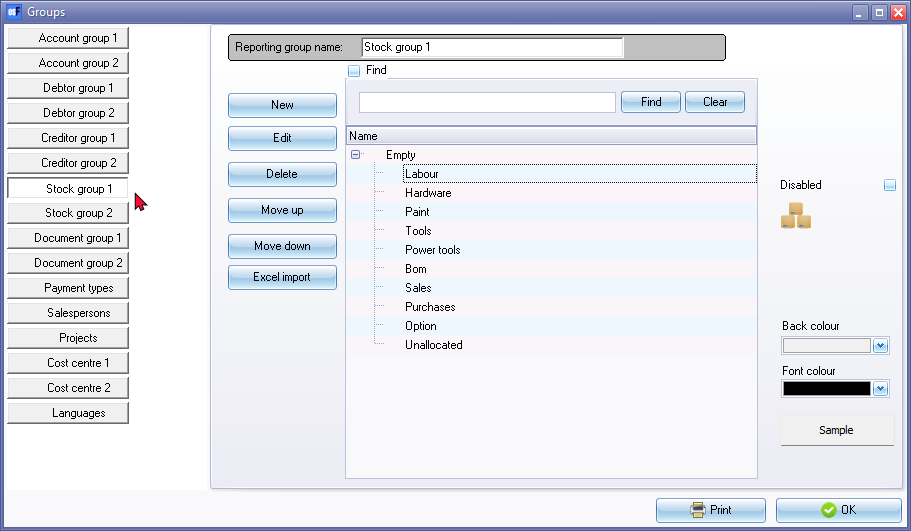 Groups
Account group 1
Account group 2
Debtor group 1
Debtor group 2
Creditor group 1
Creditor group 2
Stock group 1
Stock group 2
Document group 1
Document group 2
Payment types
Salespersons
Projects
Cost centre 1
Cost centre 2
Languages
Reporting group name: Stock group 1
Find
Find Clear
New
Edit
Delete
Move up
Move down
Excel import
Name
Empty
Labour
Hardware
Paint
Tools
Power tools
Bom
Sales
Purchases
Option
Unallocated
Disabled
Back colour
Font colour
Sample
Print OK